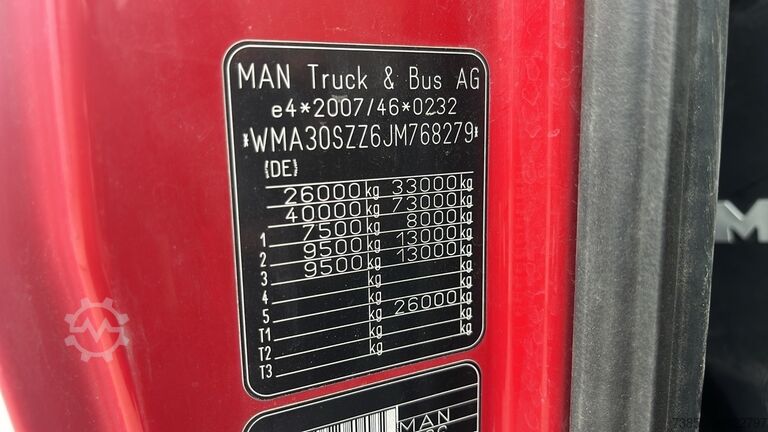 MAN Truck & Bus AG
e4*2007/46*0232
*WMA30SZZ6JM768279*
(DE)
26000 kg 33000 kg
40000 kg 73000 kg
1 7500 kg 8000 kg
2 9500 kg 13000 kg
3 9500 kg 13000 kg
4 kg kg
5 kg 26000 kg
T1 kg kg
T2 kg
T3 kg
MAN
M